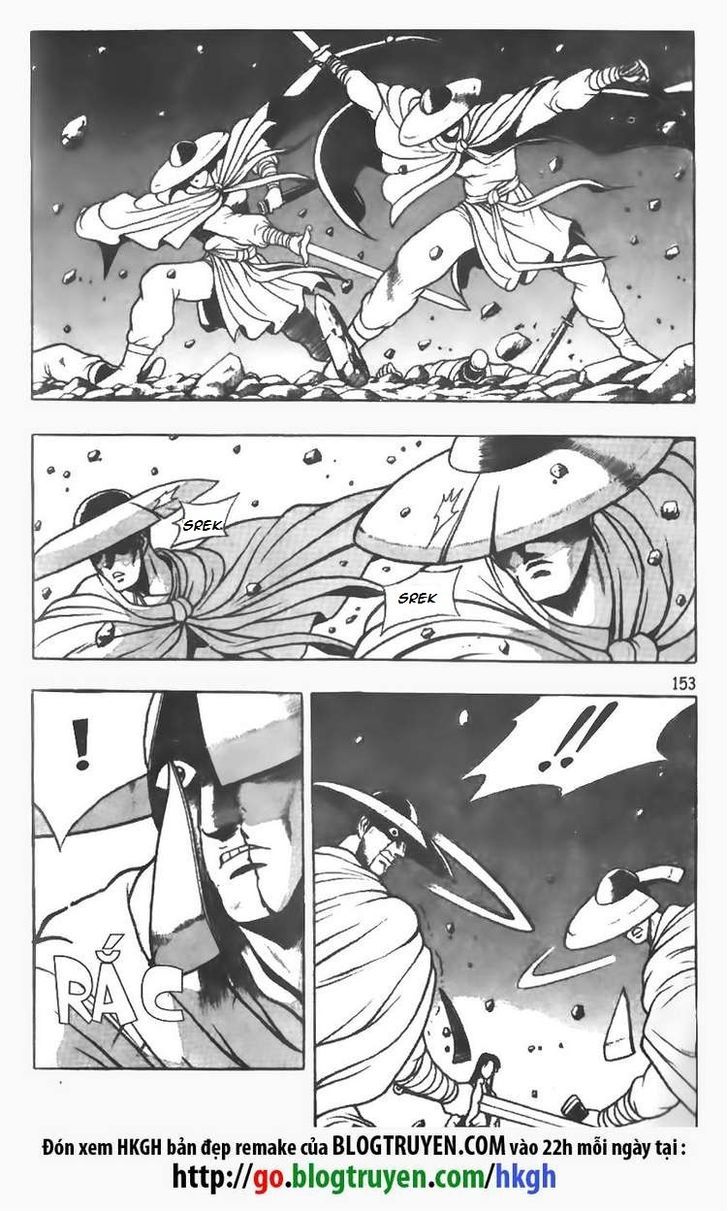 SREK
SREK
153
!
!!
RẮC
Đón xem HKGH bản đẹp remake của BLOGTRUYEN.COM vào 22h mỗi ngày tại :
http://go.blogtruyen.com/hkgh